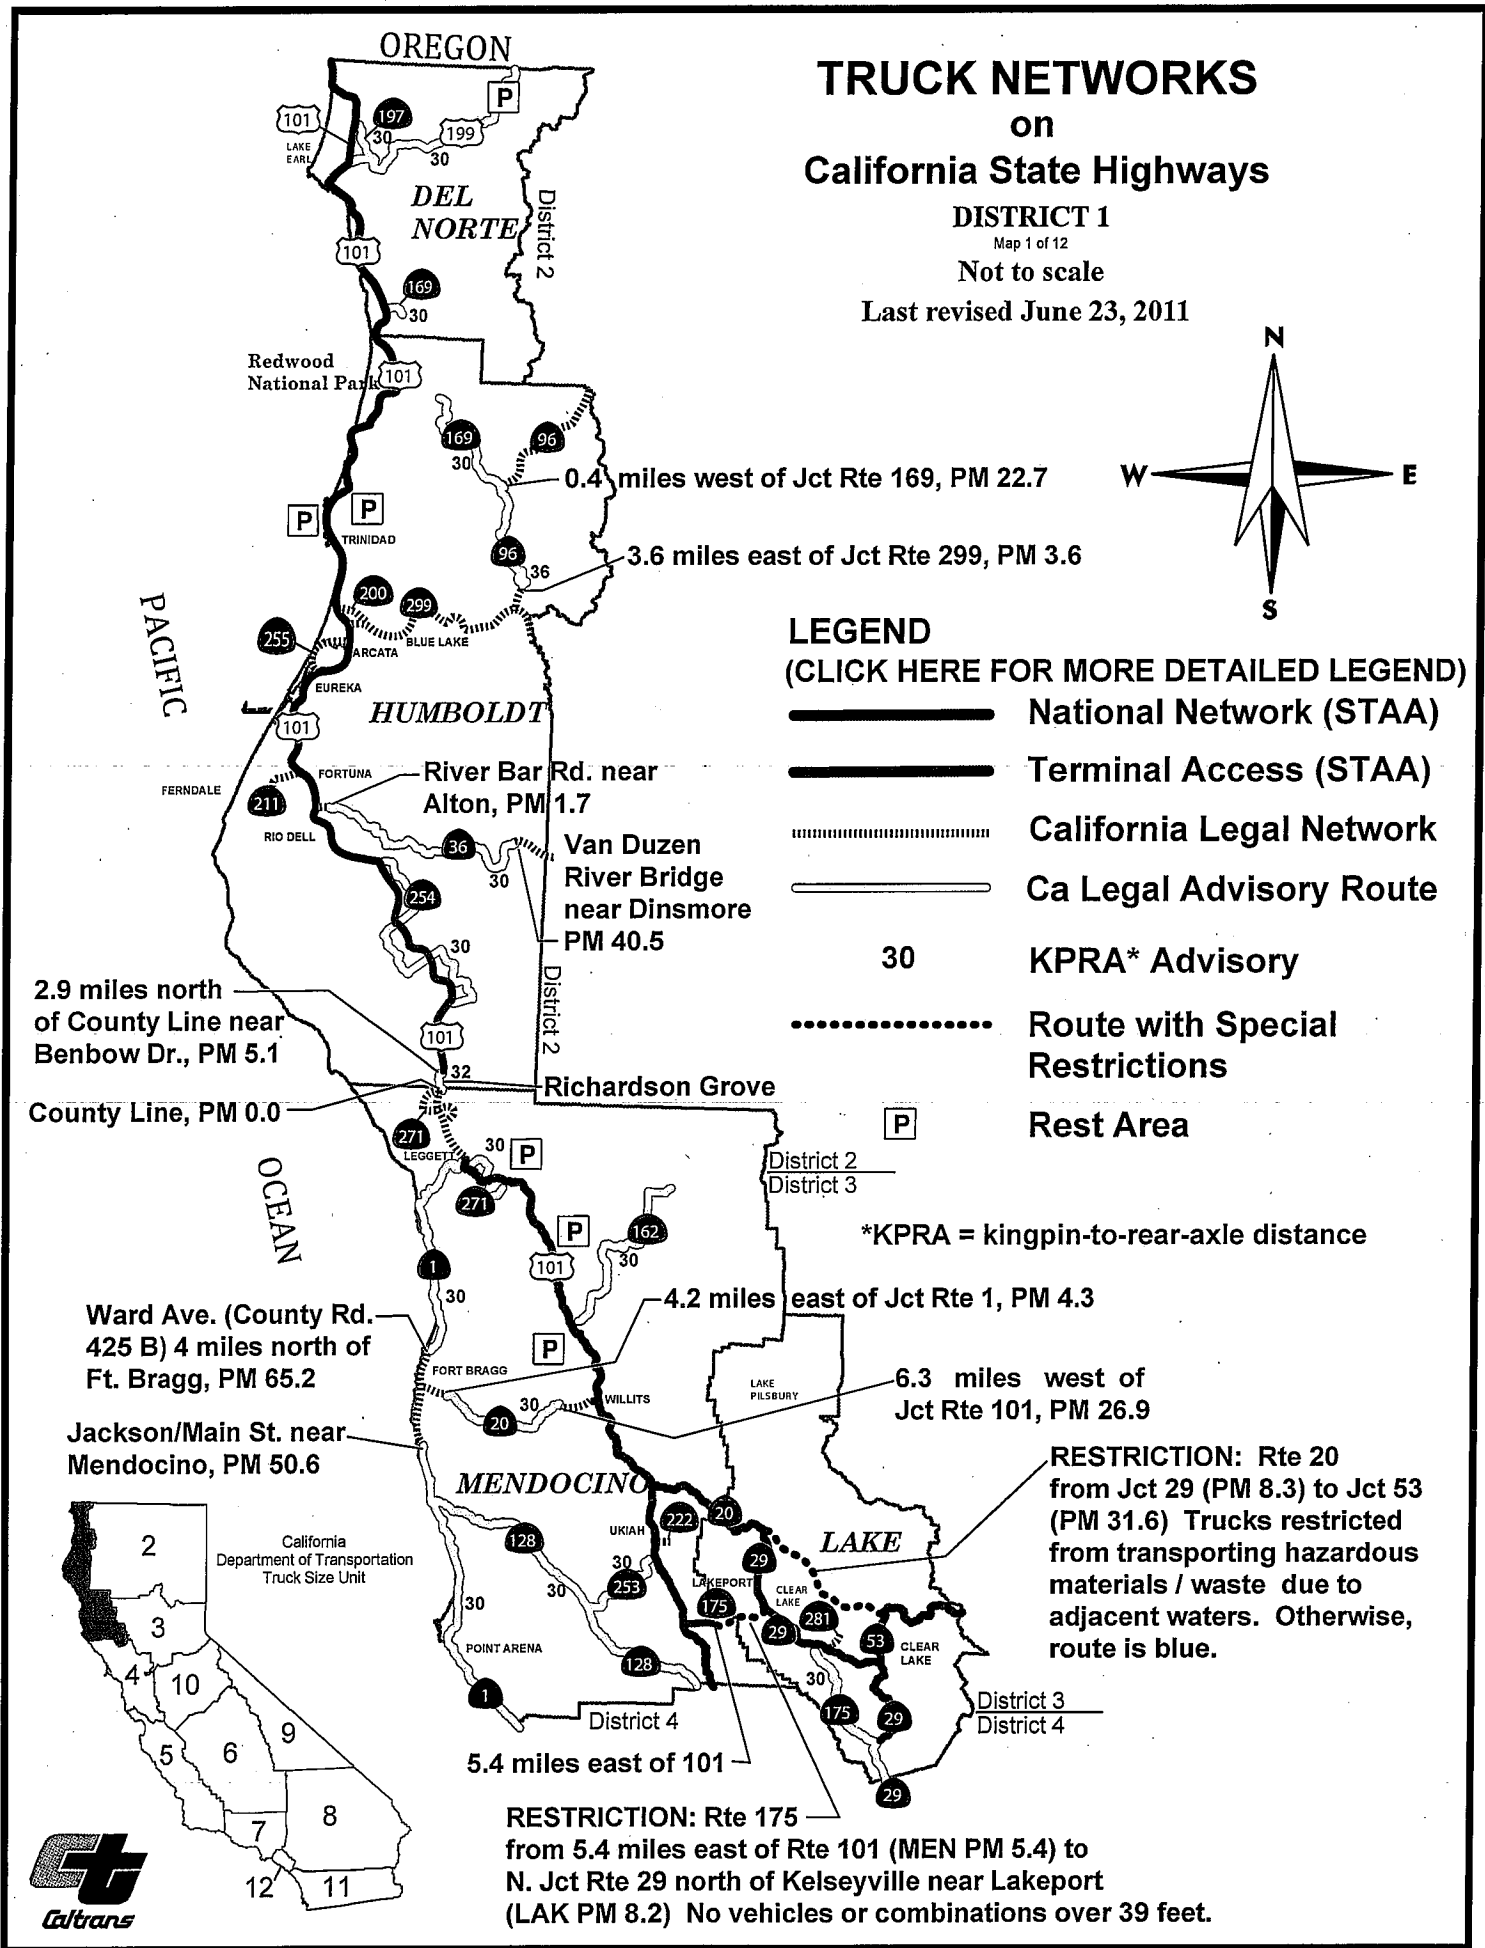 OREGON
TRUCK NETWORKS
on
California State Highways
DISTRICT 1
Map 1 of 12
Not to scale
Last revised June 23, 2011
P
101
197
30
199
30
LAKE
EARL
DEL
NORTE
District 2
101
169
30
Redwood
National Park
101
N
W
E
S
169
30
96
0.4 miles west of Jct Rte 169, PM 22.7
P
P
TRINIDAD
96
36
3.6 miles east of Jct Rte 299, PM 3.6
200
299
BLUE LAKE
255
ARCATA
EUREKA
PACIFIC
HUMBOLDT
101
LEGEND
(CLICK HERE FOR MORE DETAILED LEGEND)
National Network (STAA)
Terminal Access (STAA)
California Legal Network
Ca Legal Advisory Route
30
KPRA* Advisory
Route with Special
Restrictions
P
Rest Area
*KPRA = kingpin-to-rear-axle distance
FORTUNA
FERNDALE
211
River Bar Rd. near
Alton, PM 1.7
RIO DELL
36
30
Van Duzen
River Bridge
near Dinsmore
PM 40.5
254
30
District 2
2.9 miles north
of County Line near
Benbow Dr., PM 5.1
101
32
Richardson Grove
County Line, PM 0.0
271
LEGGETT
30
P
271
District 2
District 3
OCEAN
P
162
30
101
1
30
4.2 miles east of Jct Rte 1, PM 4.3
Ward Ave. (County Rd.
425 B) 4 miles north of
Ft. Bragg, PM 65.2
P
FORT BRAGG
WILLITS
30
20
LAKE
PILSBURY
6.3 miles west of
Jct Rte 101, PM 26.9
Jackson/Main St. near
Mendocino, PM 50.6
MENDOCINO
RESTRICTION: Rte 20
from Jct 29 (PM 8.3) to Jct 53
(PM 31.6) Trucks restricted
from transporting hazardous
materials / waste due to
adjacent waters. Otherwise,
route is blue.
20
222
UKIAH
LAKE
128
29
30
253
30
LAKEPORT
CLEAR
LAKE
175
281
29
53
CLEAR
LAKE
30
POINT ARENA
128
30
1
175
29
District 3
District 4
District 4
29
California
Department of Transportation
Truck Size Unit
2
3
4
10
9
5
6
8
7
12
11
5.4 miles east of 101
RESTRICTION: Rte 175
from 5.4 miles east of Rte 101 (MEN PM 5.4) to
N. Jct Rte 29 north of Kelseyville near Lakeport
(LAK PM 8.2) No vehicles or combinations over 39 feet.
Caltrans